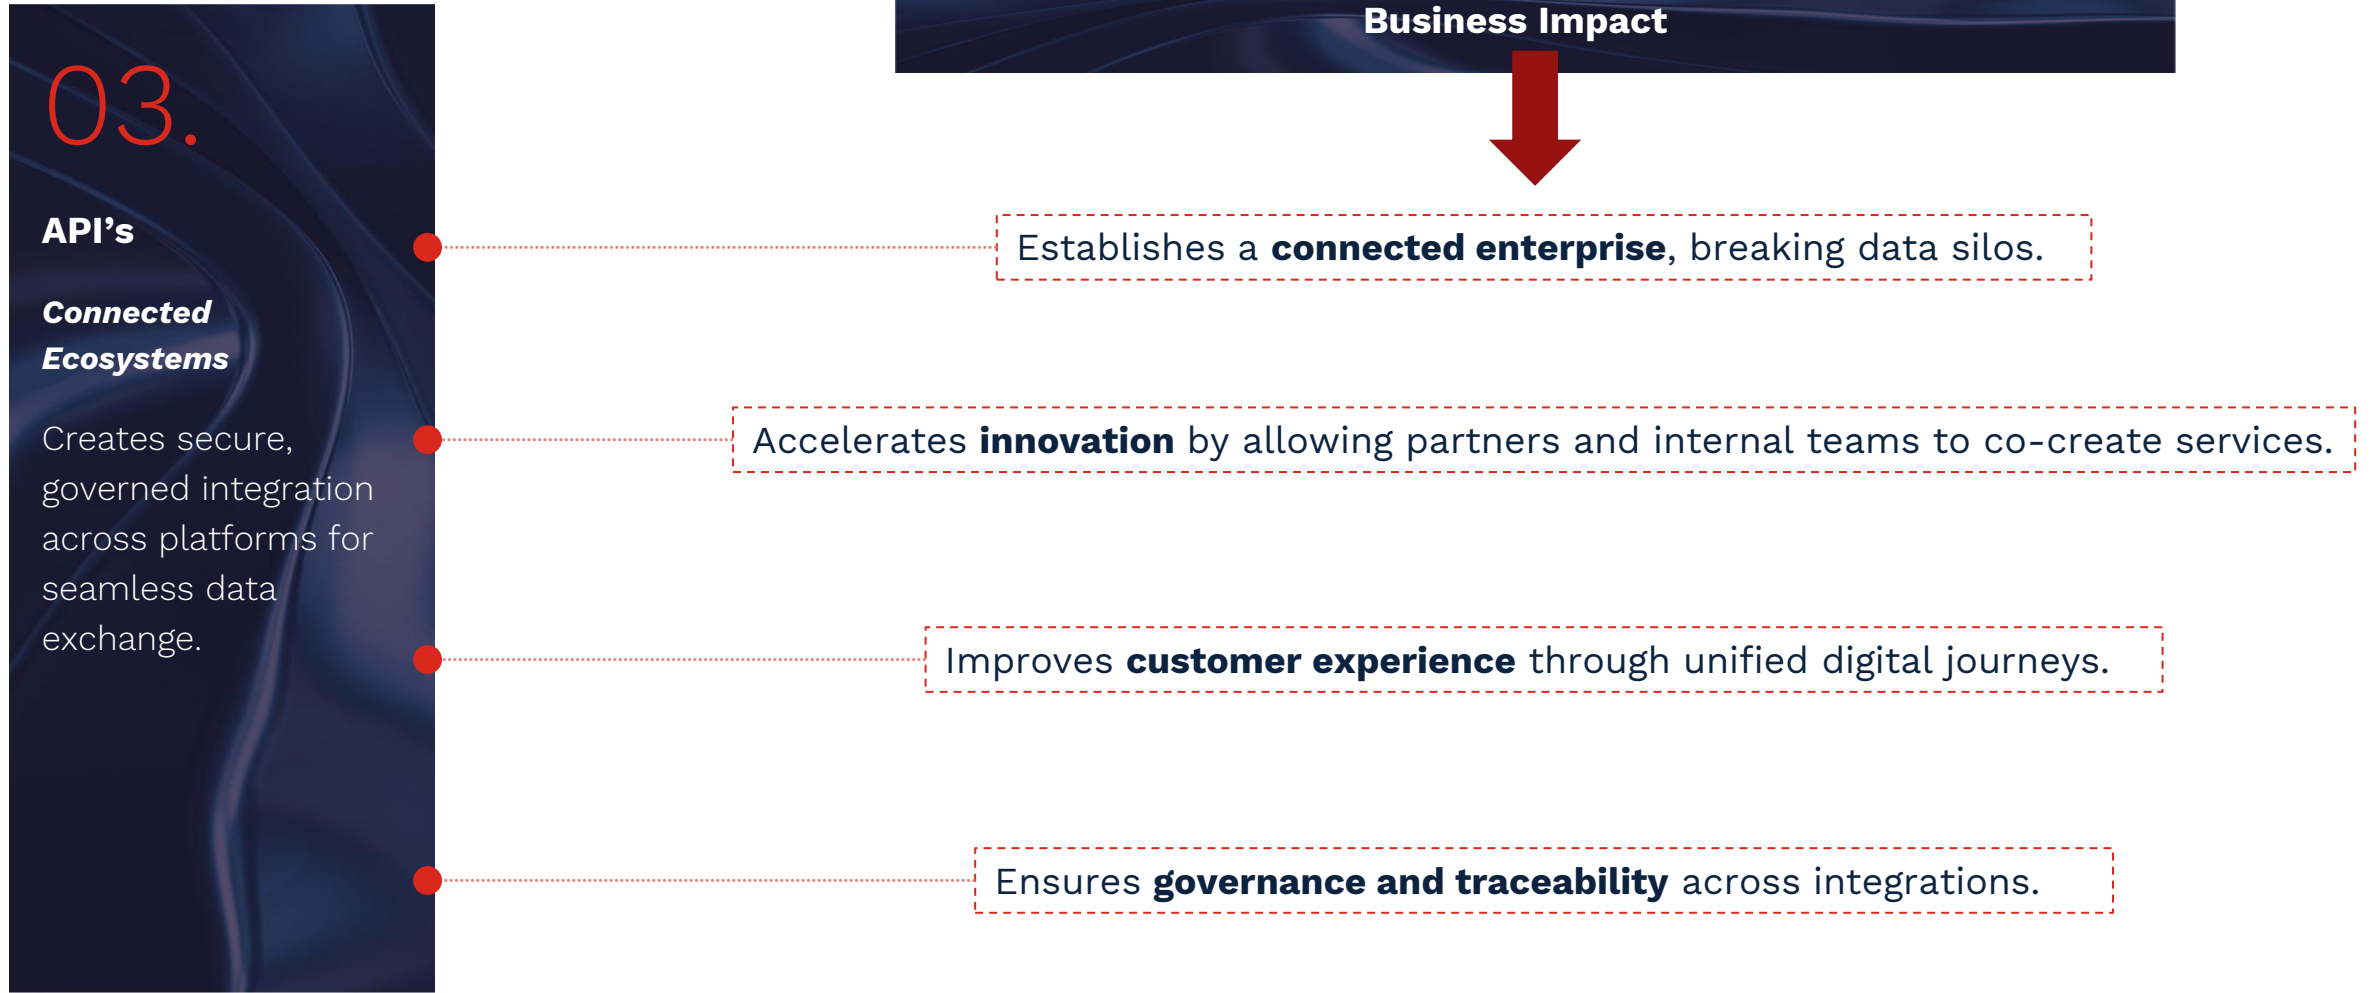 Business Impact
03.
API’s
Connected
Ecosystems
Creates secure,
governed integration
across platforms for
seamless data
exchange.
Establishes a connected enterprise, breaking data silos.
Accelerates innovation by allowing partners and internal teams to co-create services.
Improves customer experience through unified digital journeys.
Ensures governance and traceability across integrations.